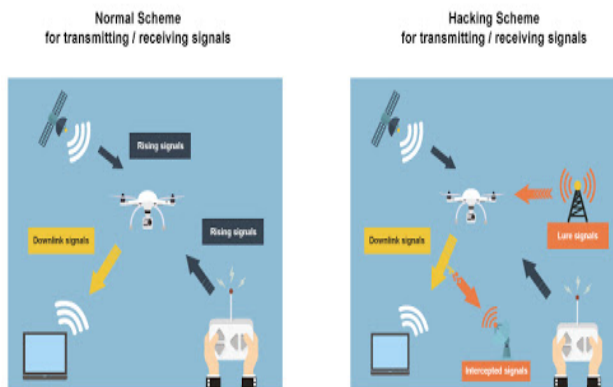 Normal Scheme
for transmitting / receiving signals
Rising signals
Downlink signals
Rising signals
Hacking Scheme
for transmitting / receiving signals
Downlink signals
Lure signals
Intercepted signals